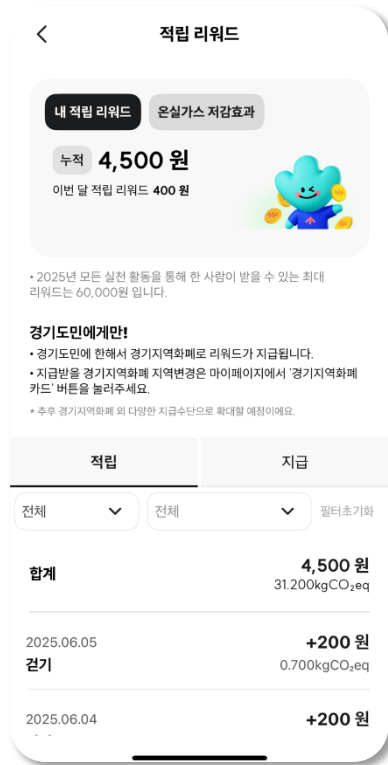 적립 리워드
내 적립 리워드 온실가스 저감효과
누적 4,500 원
이번 달 적립 리워드 400 원
• 2025년 모든 실천 활동을 통해 한 사람이 받을 수 있는 최대
리워드는 60,000원 입니다.
경기도민에게만!
• 경기도민에 한해서 경기지역화폐로 리워드가 지급됩니다.
• 지급받을 경기지역화폐 지역변경은 마이페이지에서 '경기지역화폐
카드' 버튼을 눌러주세요.
* 추후 경기지역화폐 외 다양한 지급수단으로 확대할 예정이에요.
적립 지급
전체 전체 필터초기화
합계 4,500 원
31.200kgCO₂eq
2025.06.05 +200 원
걷기 0.700kgCO₂eq
2025.06.04 +200 원